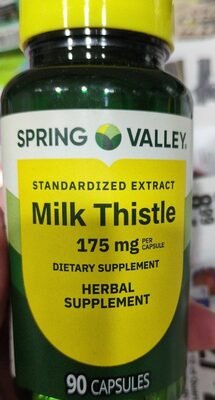 SPRING VALLEY
STANDARDIZED EXTRACT
Milk Thistle
175 mg PER CAPSULE
DIETARY SUPPLEMENT
HERBAL
SUPPLEMENT
90 CAPSULES